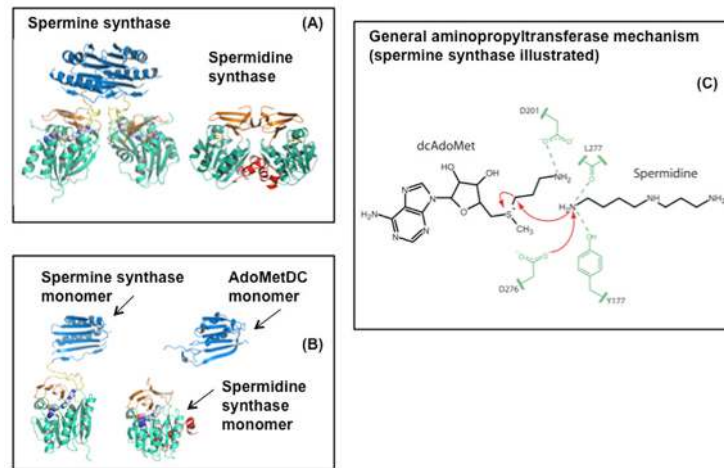 Spermine synthase
(A)
Spermidine
synthase
Spermine synthase
monomer
AdoMetDC
monomer
(B)
Spermidine
synthase
monomer
General aminopropyltransferase mechanism
(spermine synthase illustrated)
(C)
D201
L277
dcAdoMet
Spermidine
HO
OH
NH₂
H₂N
N
N
N
N
O
S
CH₃
H₂N
NH
NH₂
O
OH
D276
Y177